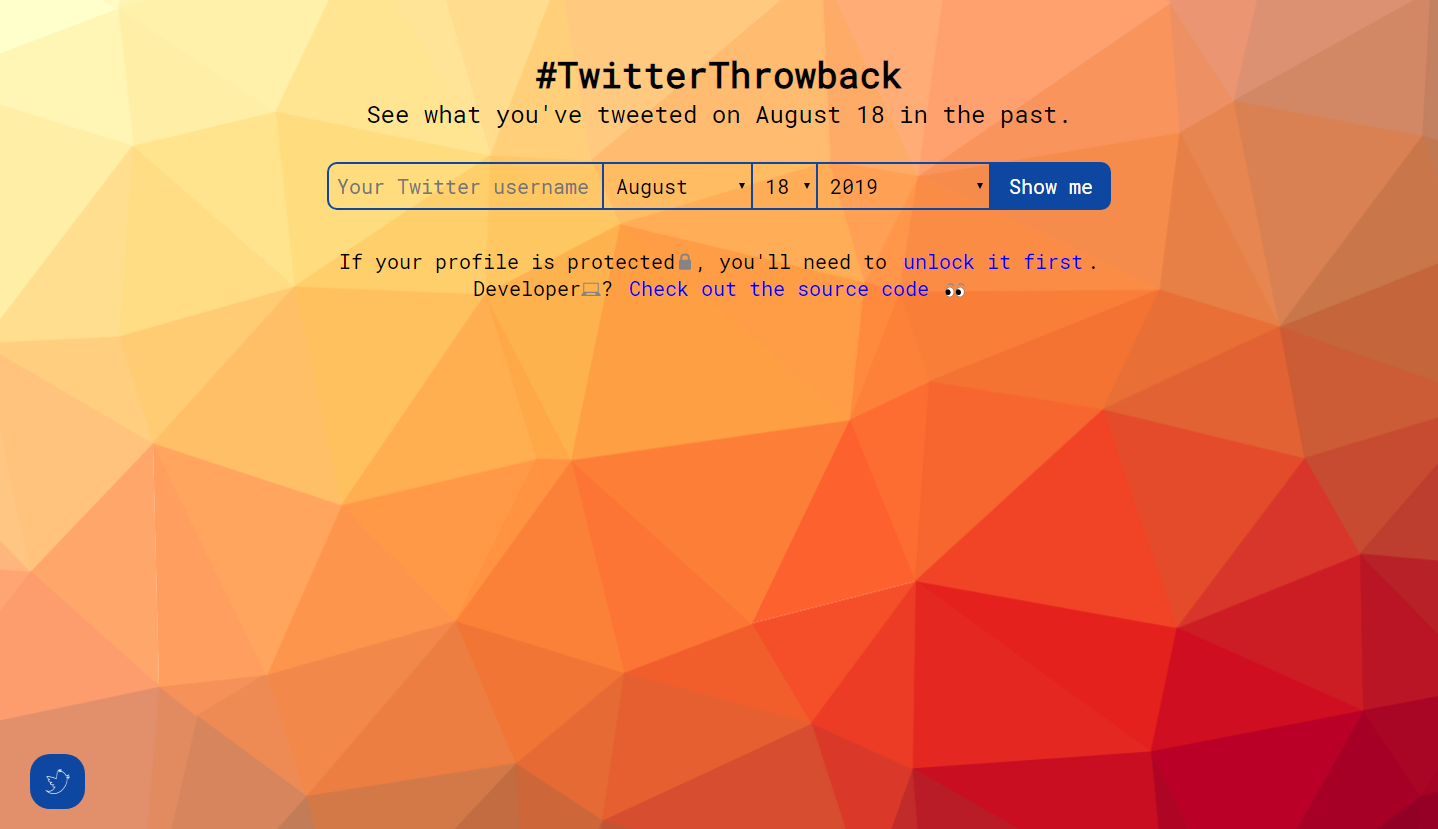 #TwitterThrowback
See what you've tweeted on August 18 in the past.
Your Twitter username August 18 2019 Show me
If your profile is protected🔒, you'll need to unlock it first.
Developer💻? Check out the source code 👀